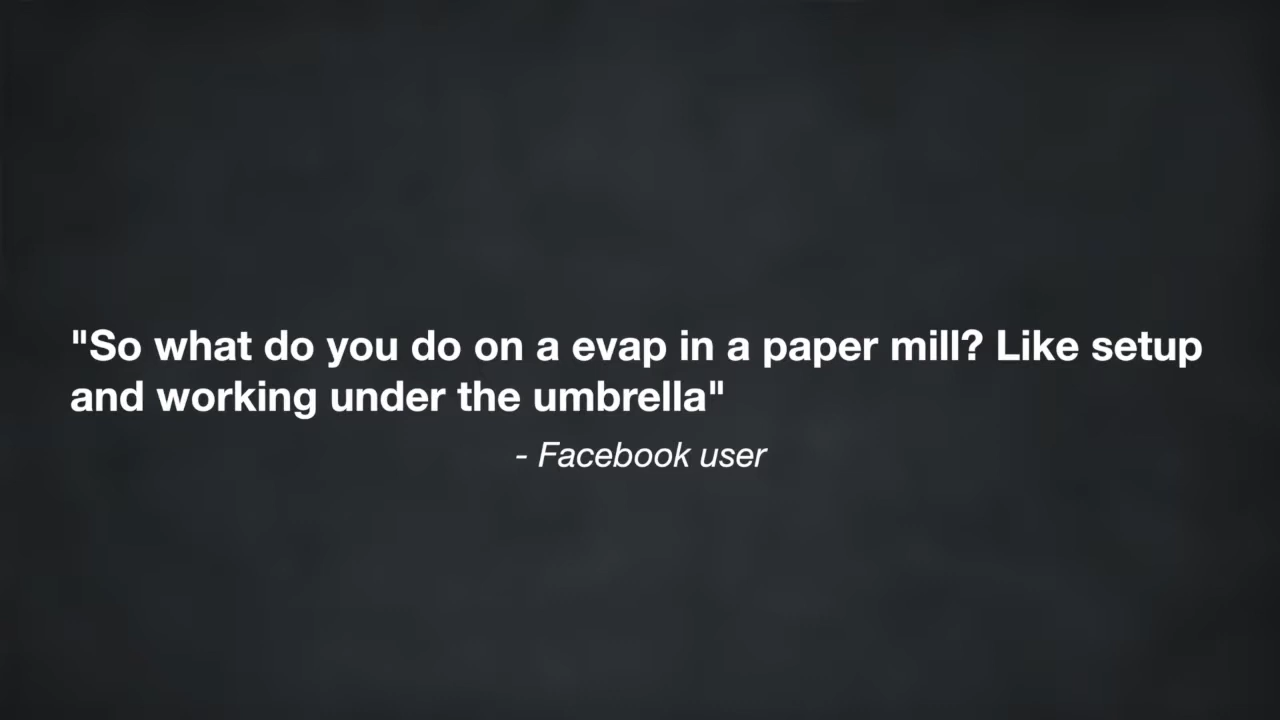 "So what do you do on a evap in a paper mill? Like setup
and working under the umbrella"
- Facebook user